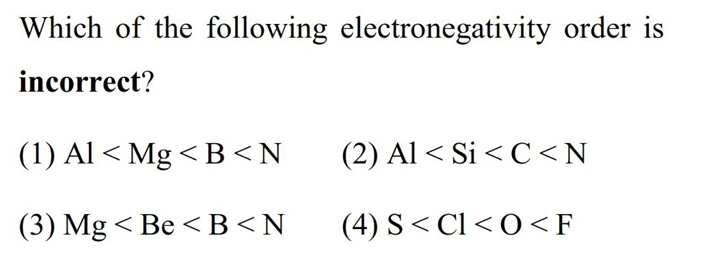 Which of the following electronegativity order is
incorrect?
(1) Al < Mg < B < N (2) Al < Si < C < N
(3) Mg < Be < B < N (4) S < Cl < O < F